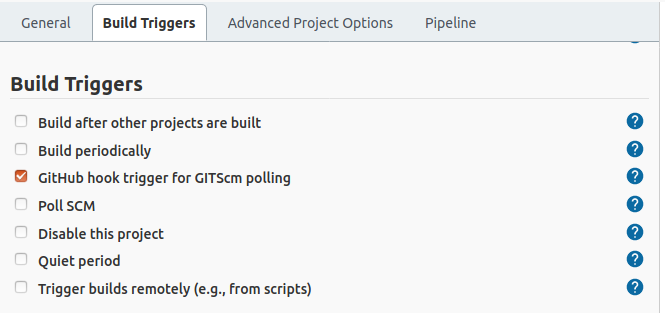 General
Build Triggers
Advanced Project Options
Pipeline
Build Triggers
Build after other projects are built
?
Build periodically
?
GitHub hook trigger for GITScm polling
?
Poll SCM
?
Disable this project
?
Quiet period
?
Trigger builds remotely (e.g., from scripts)
?